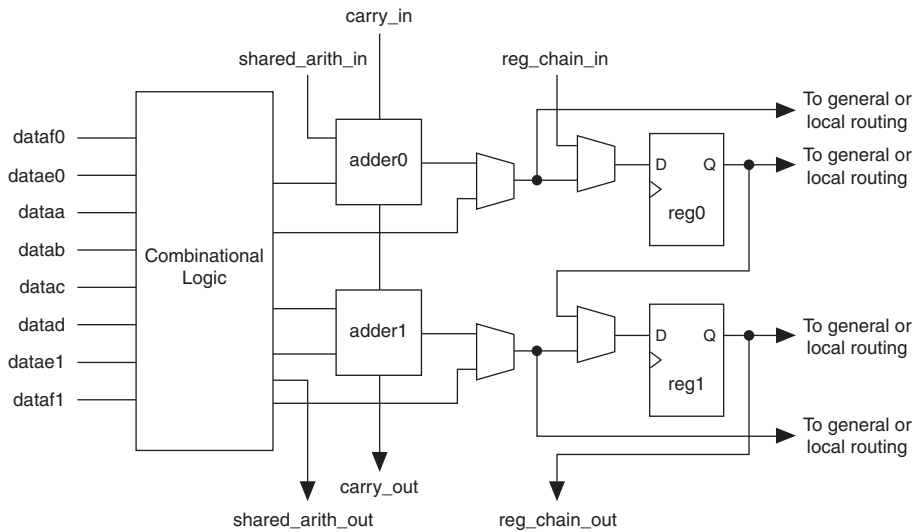 carry_in
shared_arith_in
reg_chain_in
To general or
local routing
dataf0
adder0
D Q
To general or
local routing
datae0
reg0
dataa
datab
Combinational
Logic
datac
datad
adder1
D Q
To general or
local routing
datae1
reg1
dataf1
To general or
local routing
carry_out
shared_arith_out
reg_chain_out